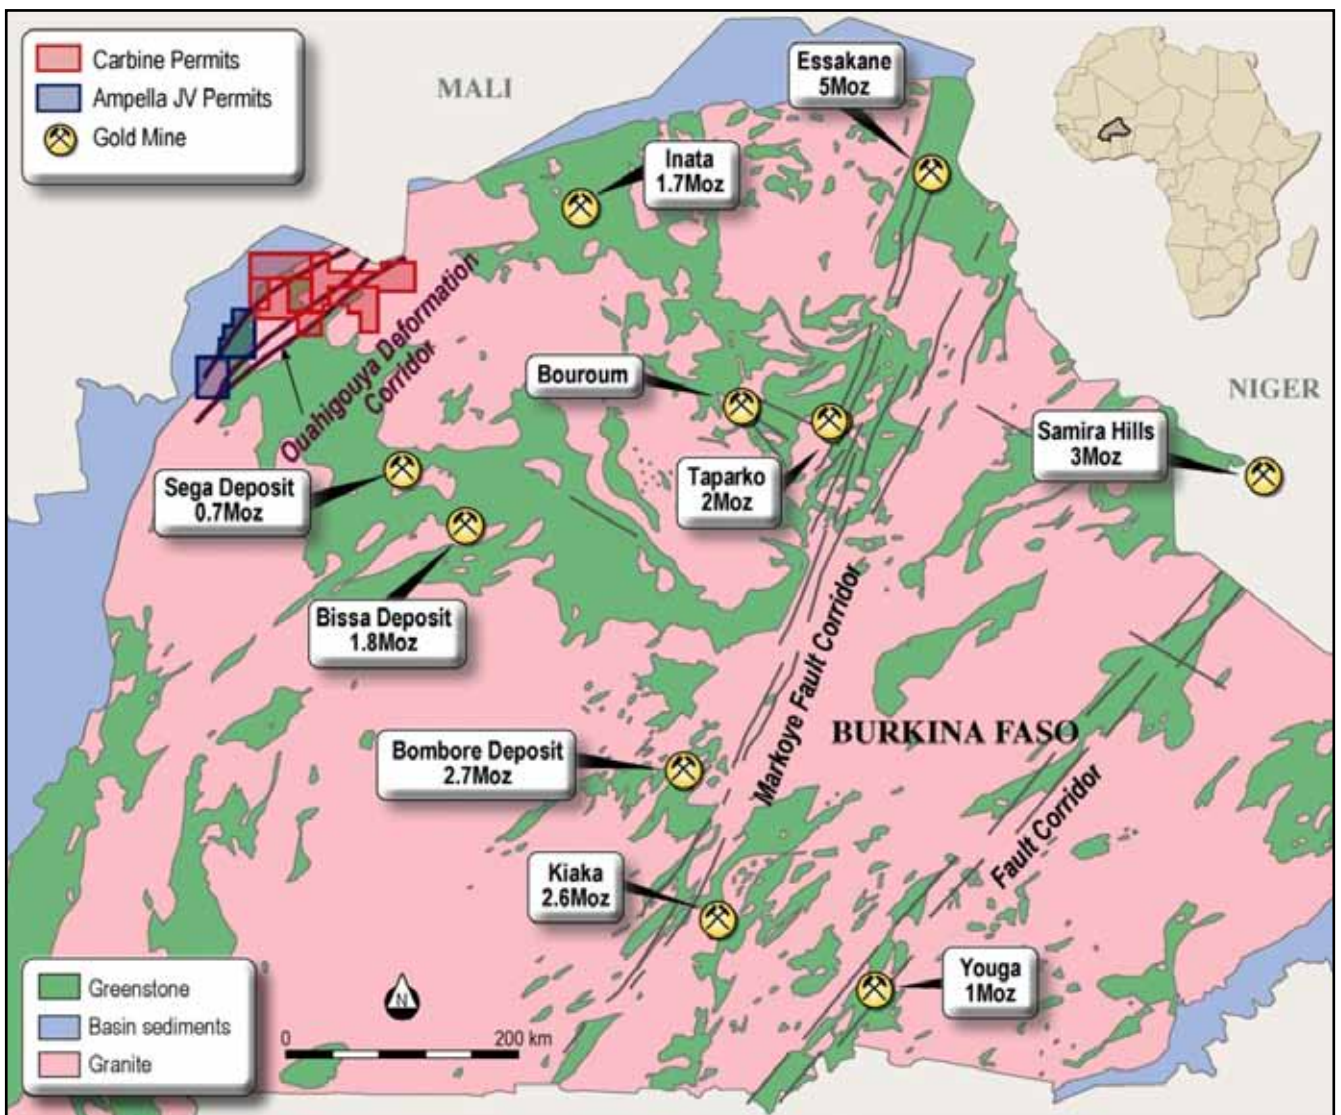 Carbine Permits
Ampella JV Permits
Gold Mine
MALI
Essakane
5Moz
Inata
1.7Moz
Ouahigouya Deformation
Corridor
Bouroum
NIGER
Samira Hills
3Moz
Taparko
2Moz
Sega Deposit
0.7Moz
Bissa Deposit
1.8Moz
Markoye Fault Corridor
BURKINA FASO
Bombore Deposit
2.7Moz
Fault Corridor
Kiaka
2.6Moz
Youga
1Moz
Greenstone
Basin sediments
Granite
N
0 200 km